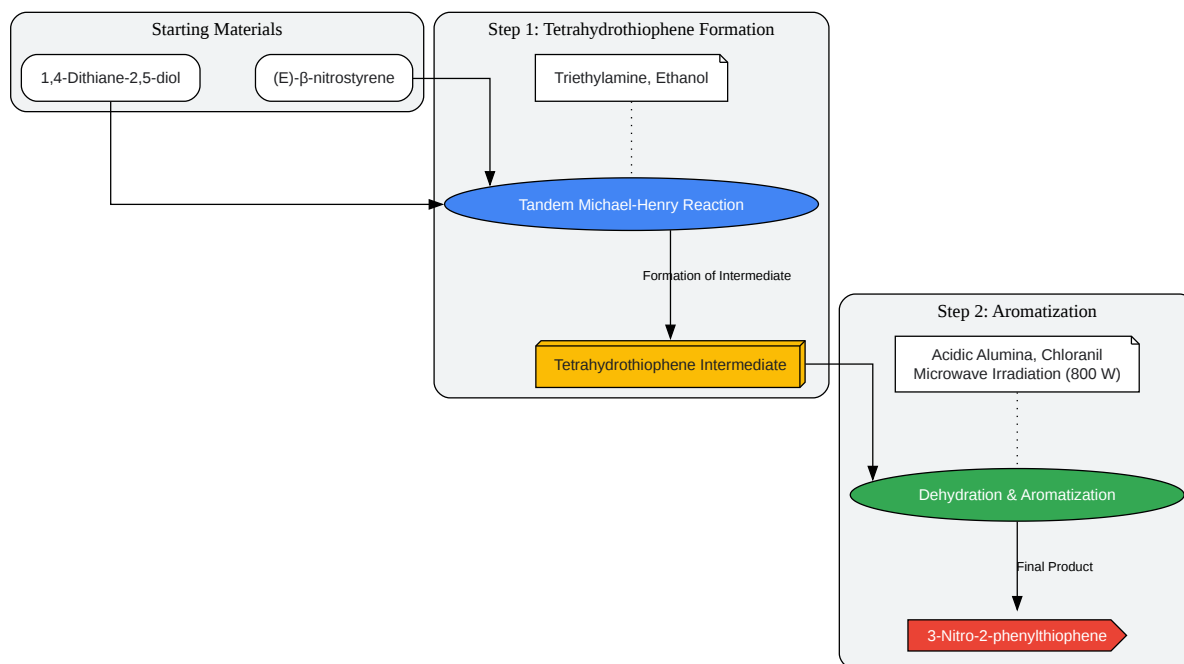 Starting Materials
1,4-Dithiane-2,5-diol
(E)-β-nitrostyrene
Step 1: Tetrahydrothiophene Formation
Triethylamine, Ethanol
Tandem Michael-Henry Reaction
Formation of Intermediate
Tetrahydrothiophene Intermediate
Step 2: Aromatization
Acidic Alumina, Chloranil
Microwave Irradiation (800 W)
Dehydration & Aromatization
Final Product
3-Nitro-2-phenylthiophene